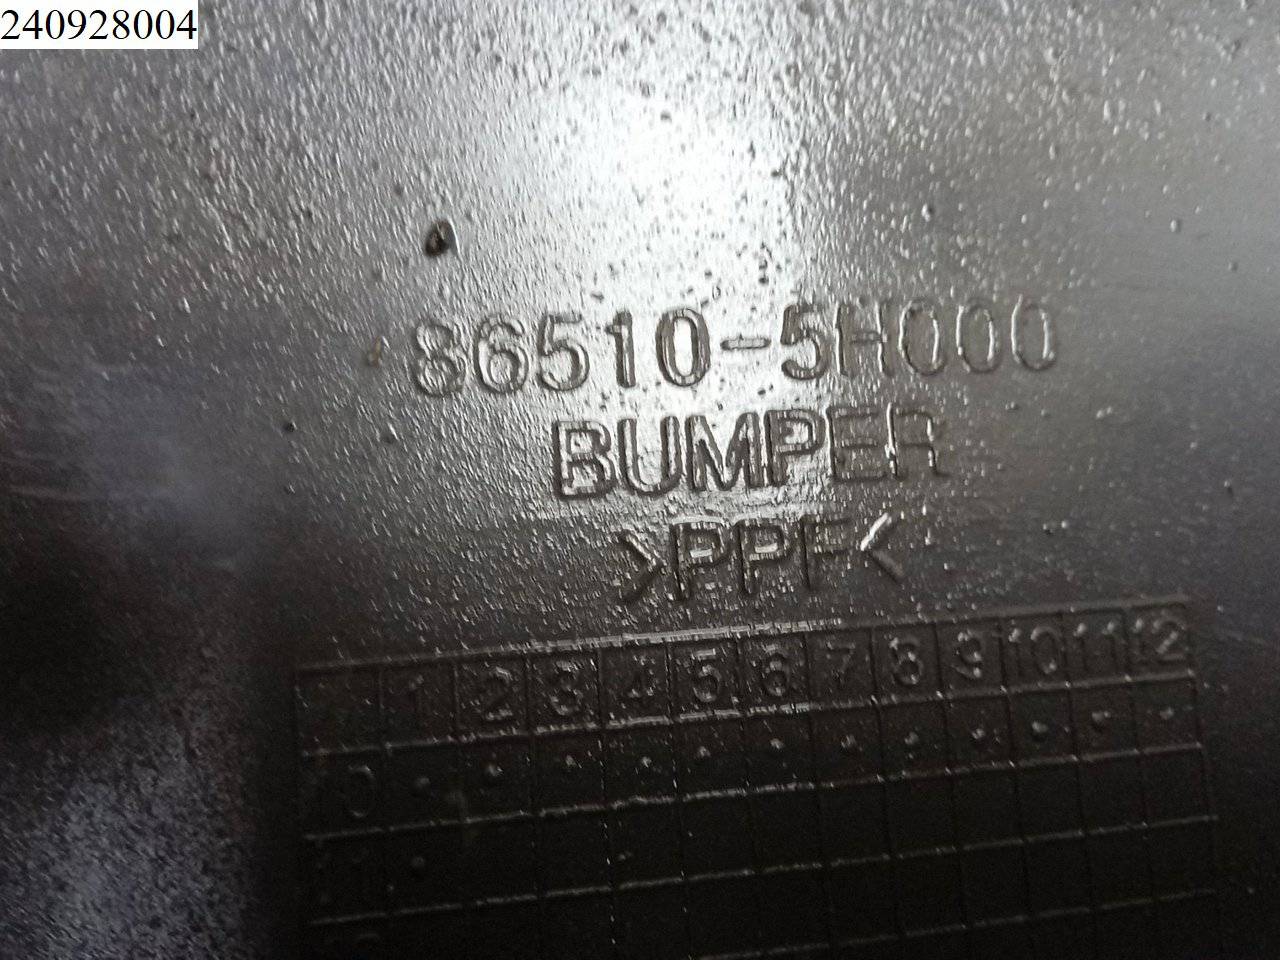 240928004
86510-5H000
BUMPER
>PPF<
1 2 3 4 5 6 7 8 9 10 11 12